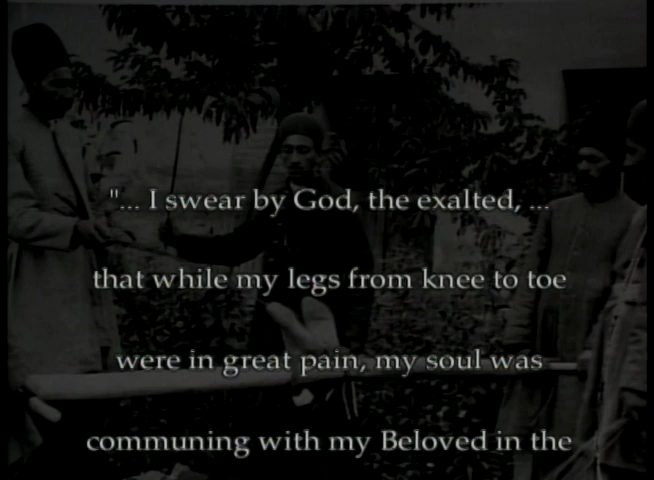 "... I swear by God, the exalted, ...
that while my legs from knee to toe
were in great pain, my soul was
communing with my Beloved in the